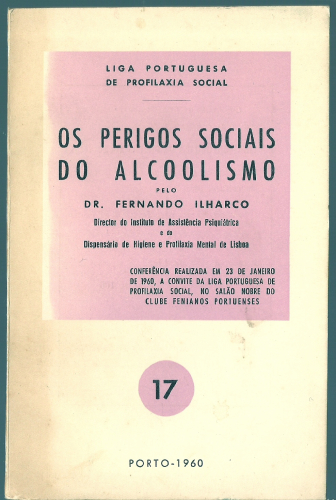 LIGA PORTUGUESA
DE PROFILAXIA SOCIAL
OS PERIGOS SOCIAIS
DO ALCOOLISMO
PELO
DR. FERNANDO ILHARCO
Director do Instituto de Assistência Psiquiátrica
e do
Dispensário de Higiene e Profilaxia Mental de Lisboa
CONFERÊNCIA REALIZADA EM 23 DE JANEIRO
DE 1960, A CONVITE DA LIGA PORTUGUESA DE
PROFILAXIA SOCIAL, NO SALÃO NOBRE DO
CLUBE FENIANOS PORTUENSES
17
PORTO-1960